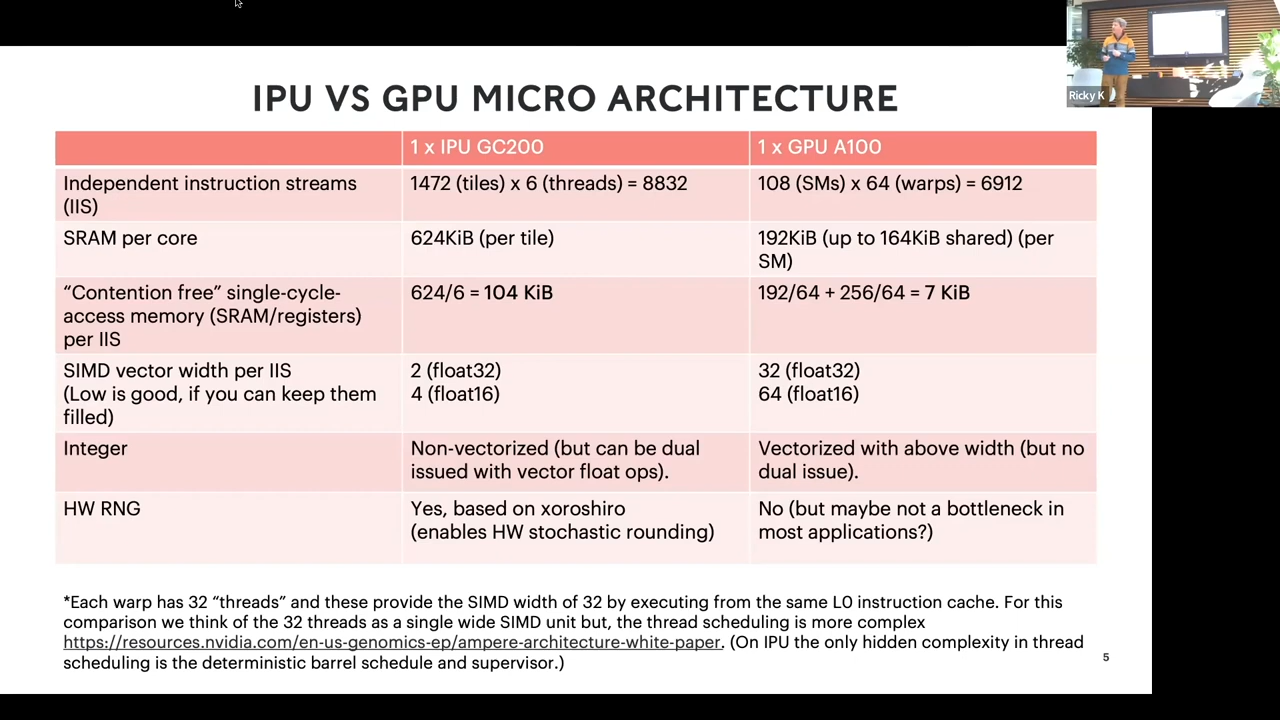 Ricky K
IPU VS GPU MICRO ARCHITECTURE
1 x IPU GC200
1 x GPU A100
Independent instruction streams
(IIS)
1472 (tiles) x 6 (threads) = 8832
108 (SMs) x 64 (warps) = 6912
SRAM per core
624KiB (per tile)
192KiB (up to 164KiB shared) (per
SM)
“Contention free” single-cycle-
access memory (SRAM/registers)
per IIS
624/6 = 104 KiB
192/64 + 256/64 = 7 KiB
SIMD vector width per IIS
(Low is good, if you can keep them
filled)
2 (float32)
4 (float16)
32 (float32)
64 (float16)
Integer
Non-vectorized (but can be dual
issued with vector float ops).
Vectorized with above width (but no
dual issue).
HW RNG
Yes, based on xoroshiro
(enables HW stochastic rounding)
No (but maybe not a bottleneck in
most applications?)
*Each warp has 32 “threads” and these provide the SIMD width of 32 by executing from the same L0 instruction cache. For this
comparison we think of the 32 threads as a single wide SIMD unit but, the thread scheduling is more complex
https://resources.nvidia.com/en-us-genomics-ep/ampere-architecture-white-paper. (On IPU the only hidden complexity in thread
scheduling is the deterministic barrel schedule and supervisor.)
5